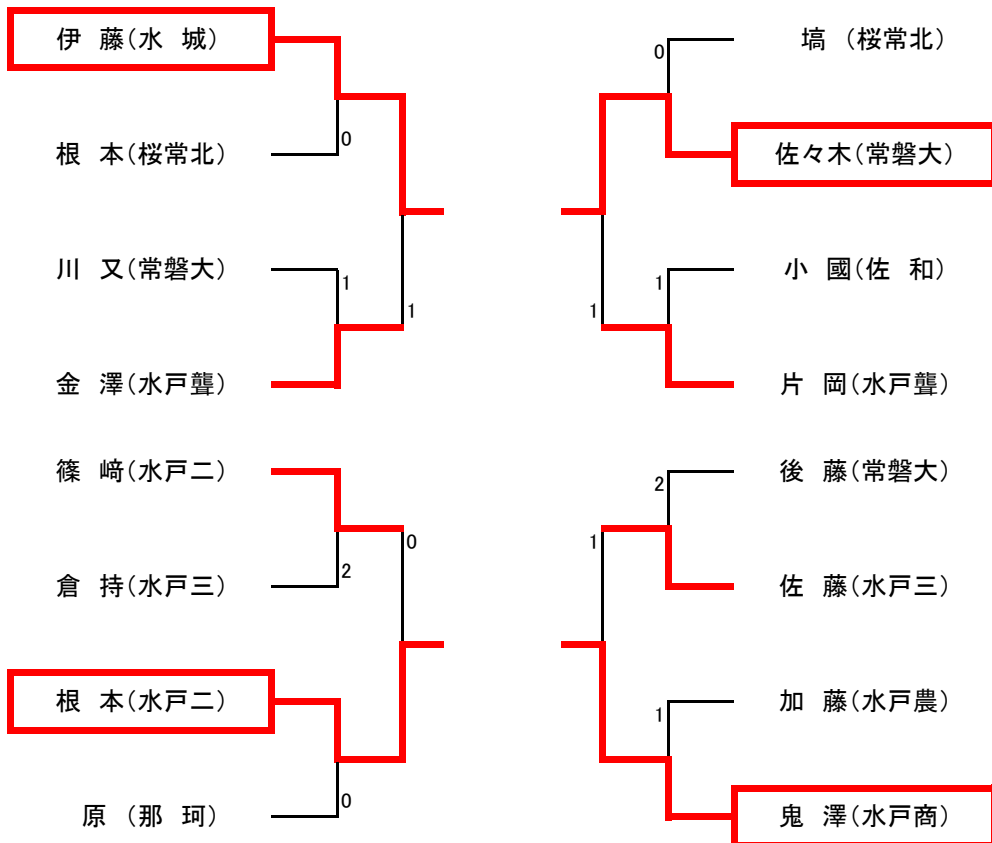 伊 藤(水 城)
0
根 本(桜常北)
川 又(常磐大)
1
1
金 澤(水戸聾)
篠 﨑(水戸二)
0
2
倉 持(水戸三)
根 本(水戸二)
0
原 (那 珂)
塙 (桜常北)
0
佐々木(常磐大)
小 國(佐 和)
1
1
片 岡(水戸聾)
後 藤(常磐大)
2
1
佐 藤(水戸三)
加 藤(水戸農)
1
鬼 澤(水戸商)